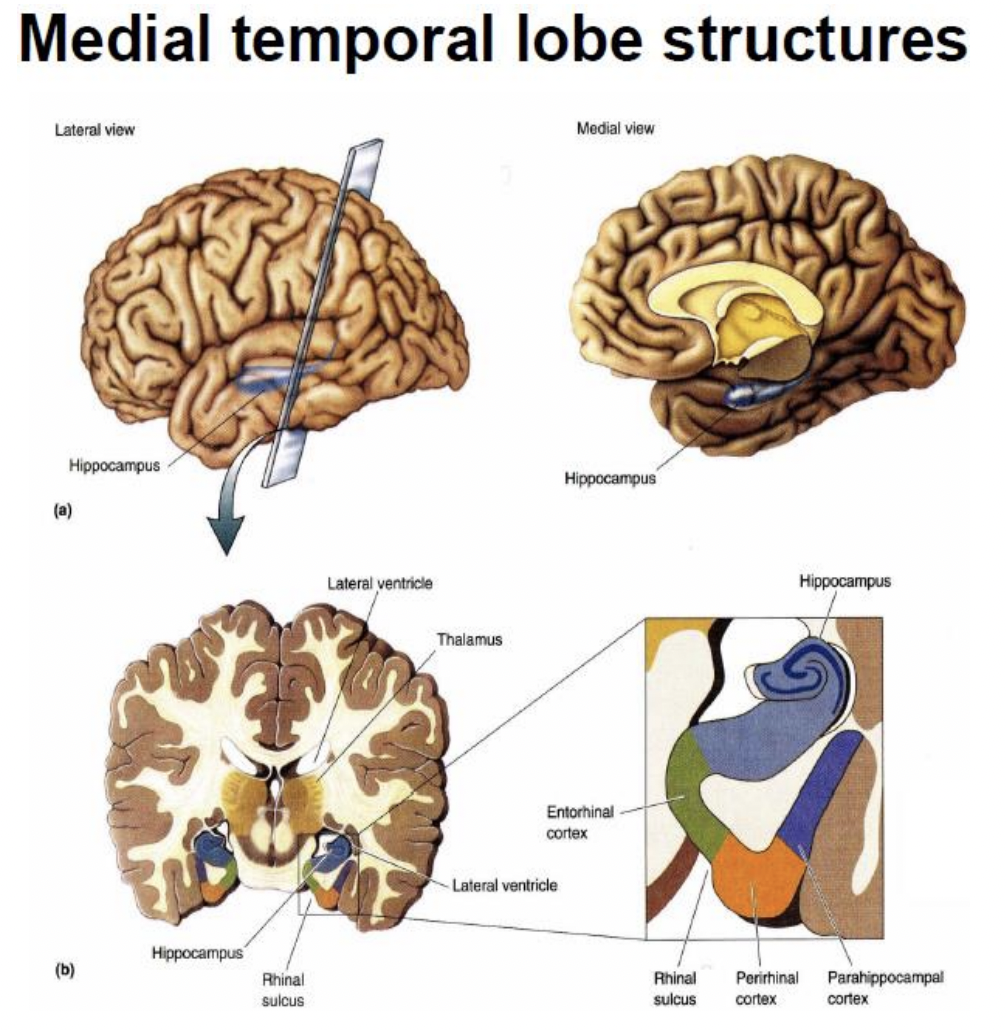 Medial temporal lobe structures
Lateral view
Medial view
Hippocampus
Hippocampus
(a)
Lateral ventricle
Hippocampus
Thalamus
Entorhinal
cortex
Lateral ventricle
Hippocampus
(b)
Rhinal
sulcus
Rhinal
sulcus
Perirhinal
cortex
Parahippocampal
cortex